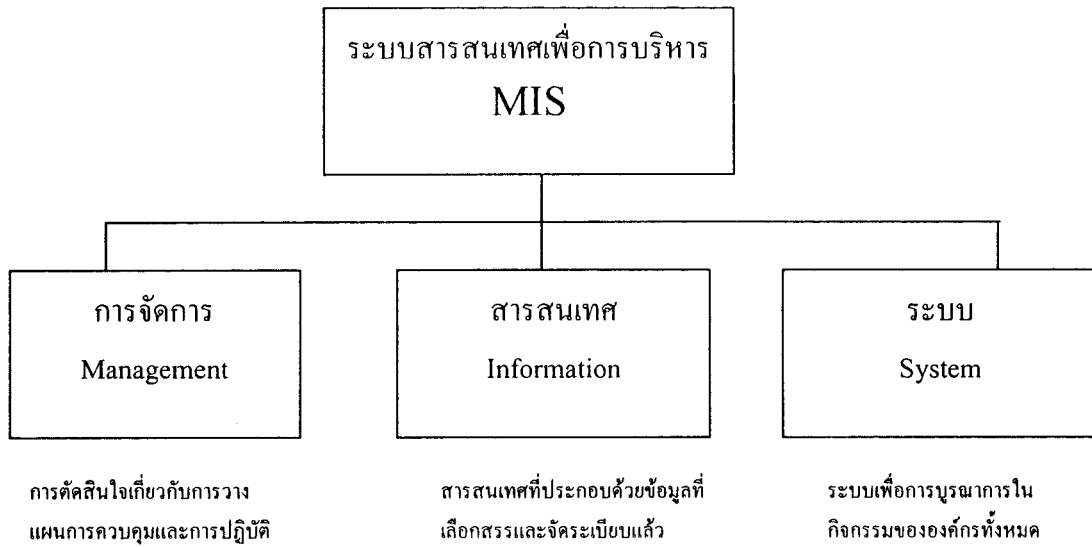 ระบบสารสนเทศเพื่อการบริหาร
MIS
การจัดการ
Management
สารสนเทศ
Information
ระบบ
System
การตัดสินใจเกี่ยวกับการวาง
แผนการควบคุมและการปฎิบัติ
สารสนเทศที่ประกอบด้วยข้อมูลที่
เลือกสรรและจัดระเบียบแล้ว
ระบบเพื่อการบูรณาการใน
กิจกรรมขององค์กรทั้งหมด